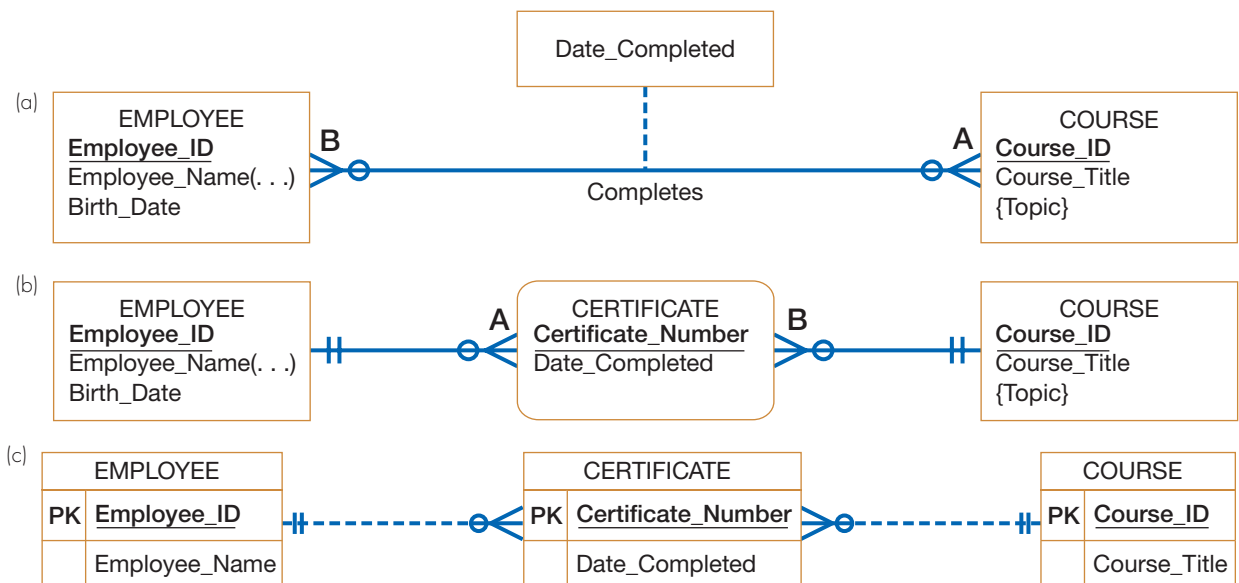 Date_Completed
(a)
EMPLOYEE
Employee_ID
Employee_Name(. . .)
Birth_Date
B
Completes
A
COURSE
Course_ID
Course_Title
{Topic}
(b)
EMPLOYEE
Employee_ID
Employee_Name(. . .)
Birth_Date
A
CERTIFICATE
Certificate_Number
Date_Completed
B
COURSE
Course_ID
Course_Title
{Topic}
(c)
EMPLOYEE
PK Employee_ID
Employee_Name
CERTIFICATE
PK Certificate_Number
Date_Completed
COURSE
PK Course_ID
Course_Title